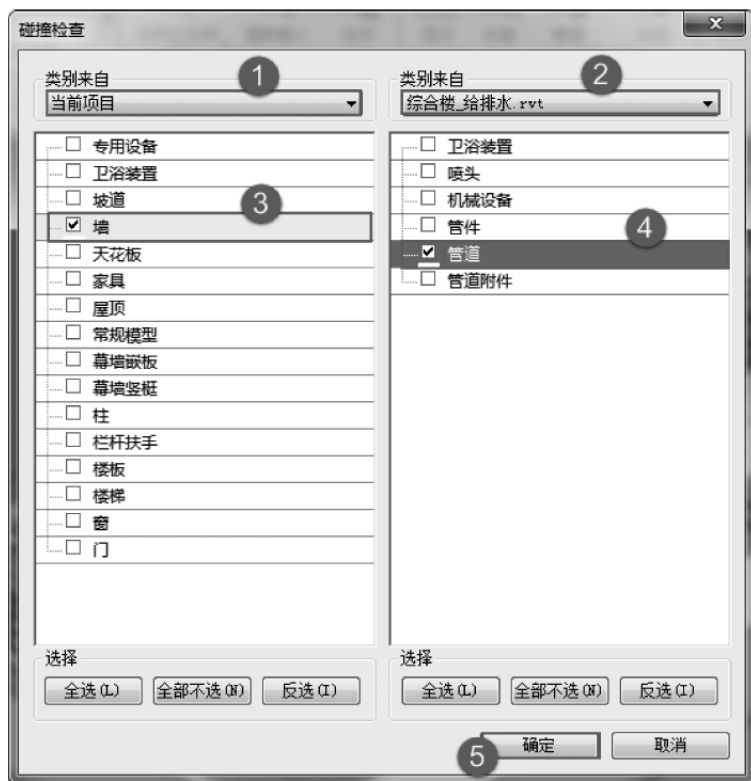 碰撞检查
类别来自
1
当前项目
专用设备
卫浴装置
坡道
3
墙
天花板
家具
屋顶
常规模型
幕墙嵌板
幕墙竖梃
柱
栏杆扶手
楼板
楼梯
窗
门
选择
全选(L)
全部不选(N)
反选(I)
类别来自
2
综合楼_给排水.rvt
卫浴装置
喷头
机械设备
管件
4
管道
管道附件
选择
全选(L)
全部不选(N)
反选(I)
5
确定
取消